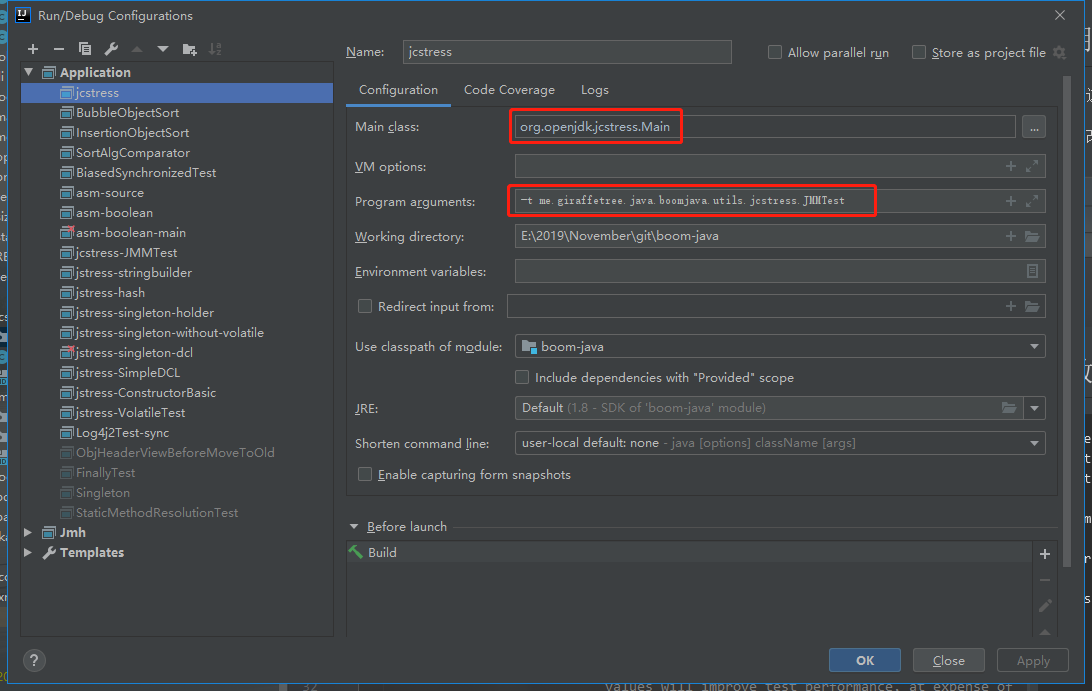 Run/Debug Configurations
Name: jcstress
Allow parallel run
Store as project file
Application
jcstress
BubbleObjectSort
InsertionObjectSort
SortAlgComparator
BiasedSynchronizedTest
asm-source
asm-boolean
asm-boolean-main
jcstress-JMMTest
jstress-stringbuilder
jstress-hash
jstress-singleton-holder
jstress-singleton-without-volatile
jstress-singleton-dcl
jstress-SimpleDCL
jstress-ConstructorBasic
jstress-VolatileTest
Log4j2Test-sync
ObjHeaderViewBeforeMoveToOld
FinallyTest
Singleton
StaticMethodResolutionTest
Jmh
Templates
Configuration
Code Coverage
Logs
Main class: org.openjdk.jcstress.Main ...
VM options:
Program arguments: -t me.giraffetree.java.boomjava.utils.jcstress.JMMTest
Working directory: E:\2019\November\git\boom-java
Environment variables:
Redirect input from:
Use classpath of module: boom-java
Include dependencies with "Provided" scope
JRE: Default (1.8 - SDK of 'boom-java' module)
Shorten command line: user-local default: none - java [options] className [args]
Enable capturing form snapshots
Before launch
Build
?
OK
Close
Apply
32
values will improve test performance, at expense of